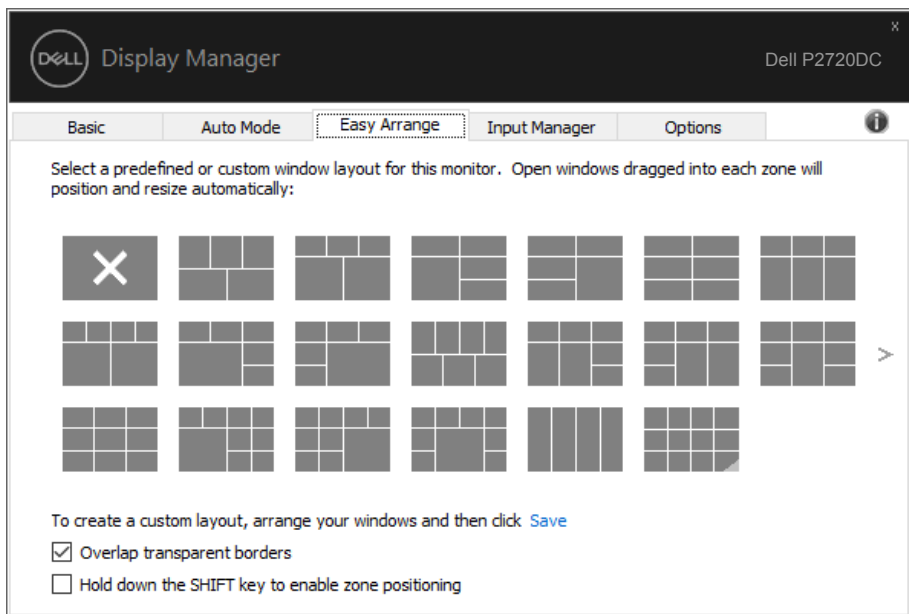 x
DELL Display Manager
Dell P2720DC
Basic Auto Mode Easy Arrange Input Manager Options
Select a predefined or custom window layout for this monitor. Open windows dragged into each zone will
position and resize automatically:
>
To create a custom layout, arrange your windows and then click Save
Overlap transparent borders
Hold down the SHIFT key to enable zone positioning